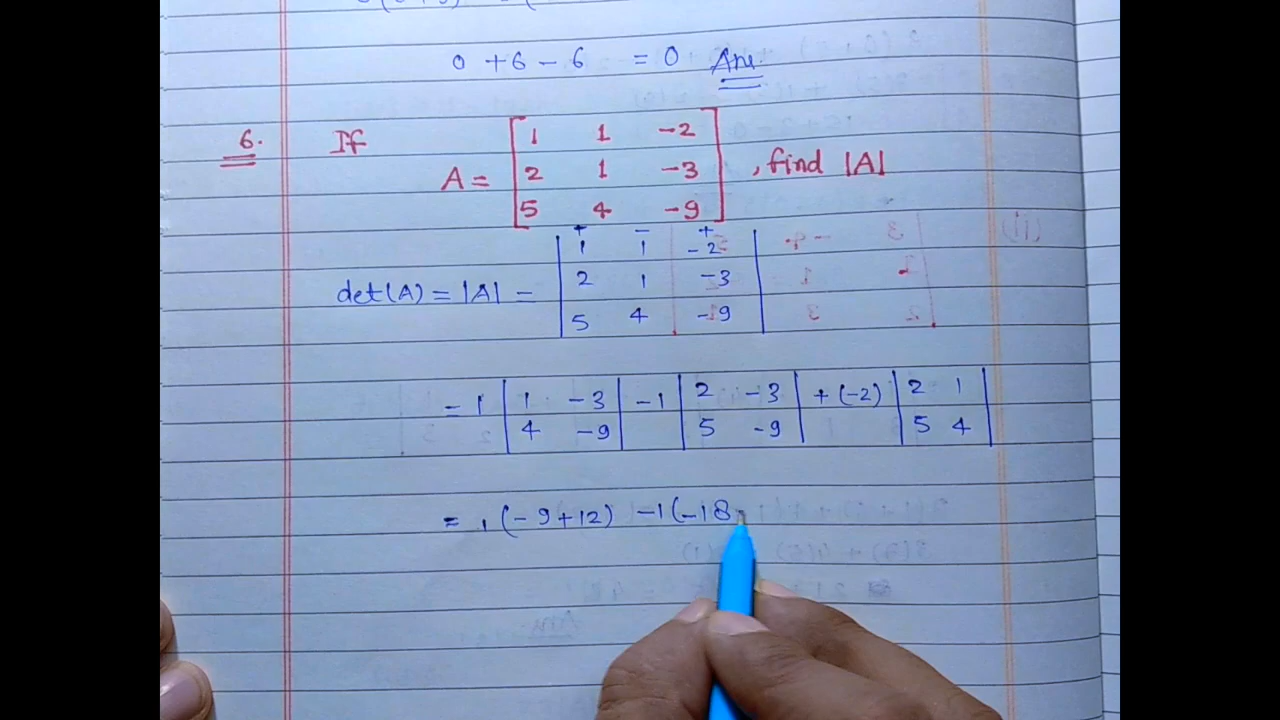 0 + 6 - 6 = 0 Ans.
6. If
A = [ 1 1 -2
2 1 -3
5 4 -9 ] , find |A|
+ - +
det(A) = |A| = | 1 1 -2
2 1 -3
5 4 -9 |
= 1 | 1 -3 | - 1 | 2 -3 | + (-2) | 2 1 |
| 4 -9 | | 5 -9 | | 5 4 |
= 1 (-9+12) -1(-18